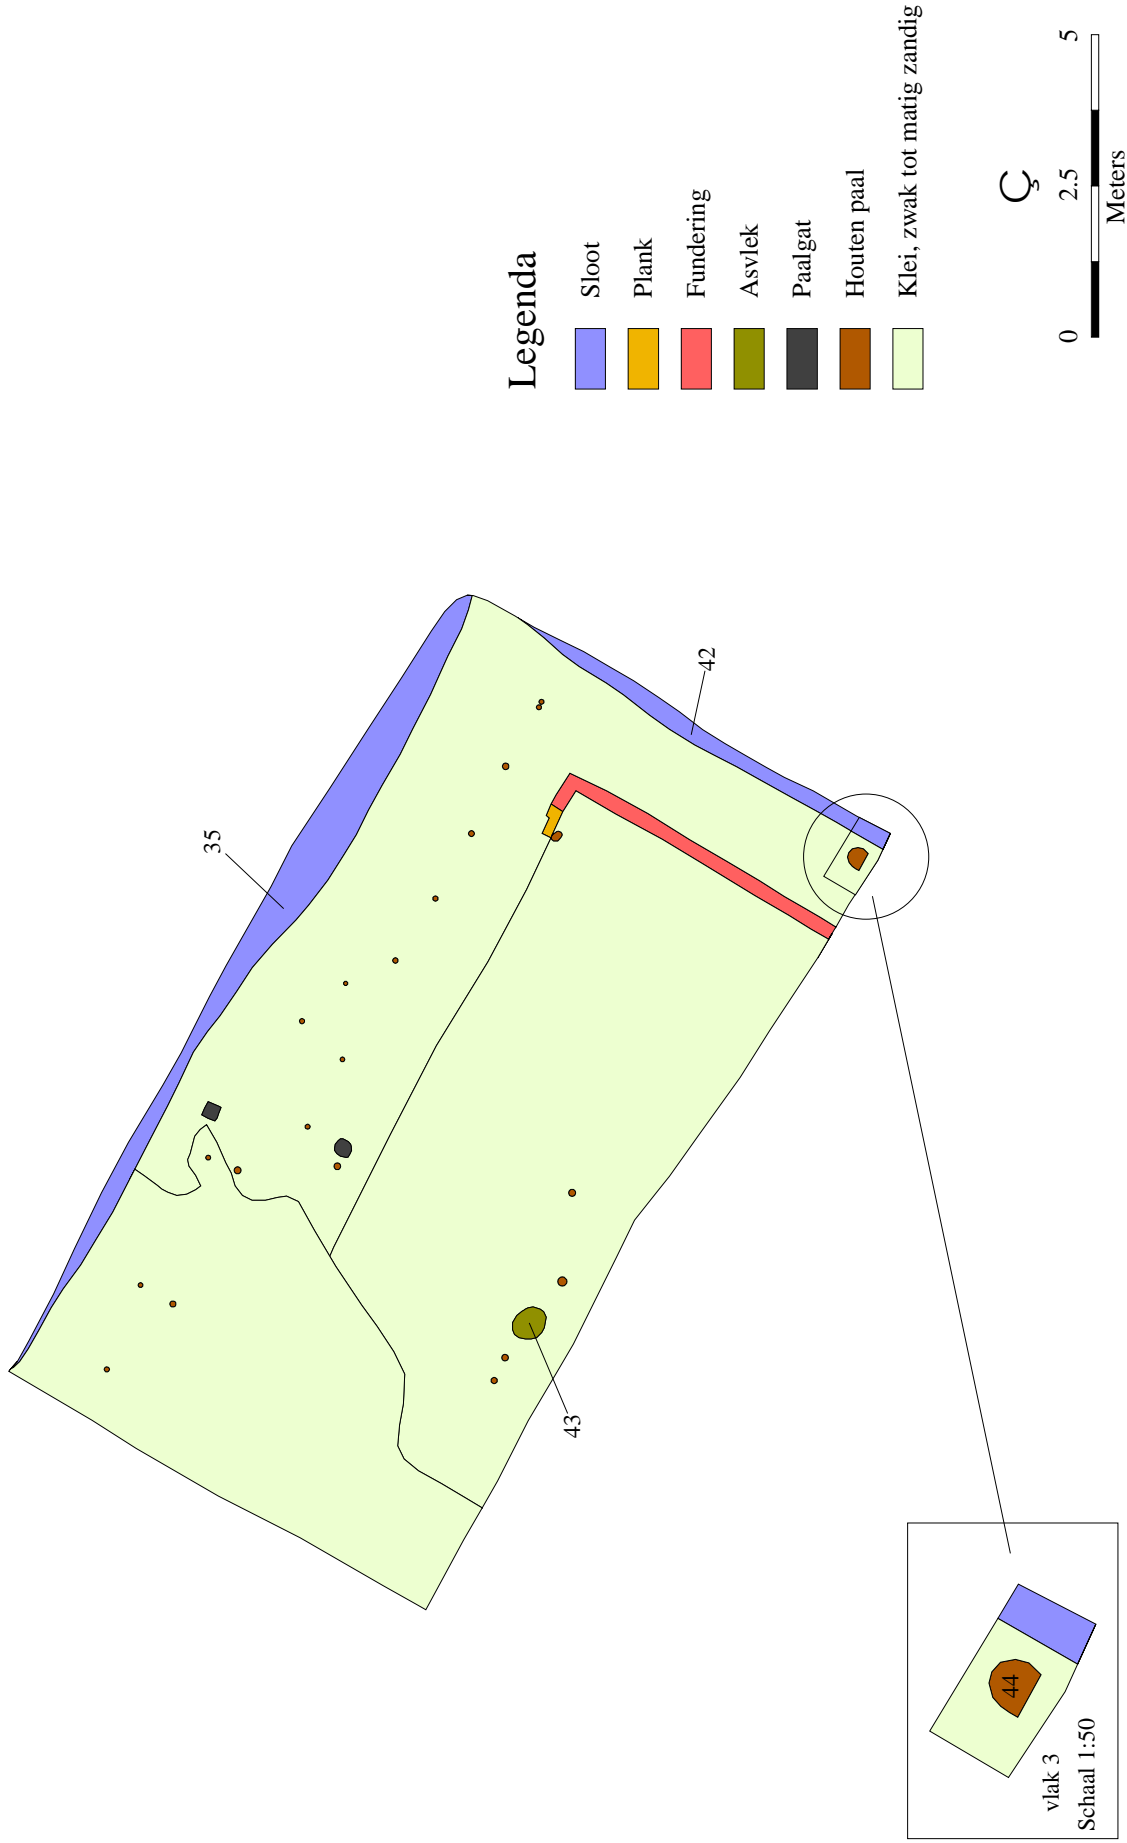 35
42
43
44
vlak 3
Schaal 1:50
Legenda
Sloot
Plank
Fundering
Asvlek
Paalgat
Houten paal
Klei, zwak tot matig zandig
Ç
0 2.5 5
Meters